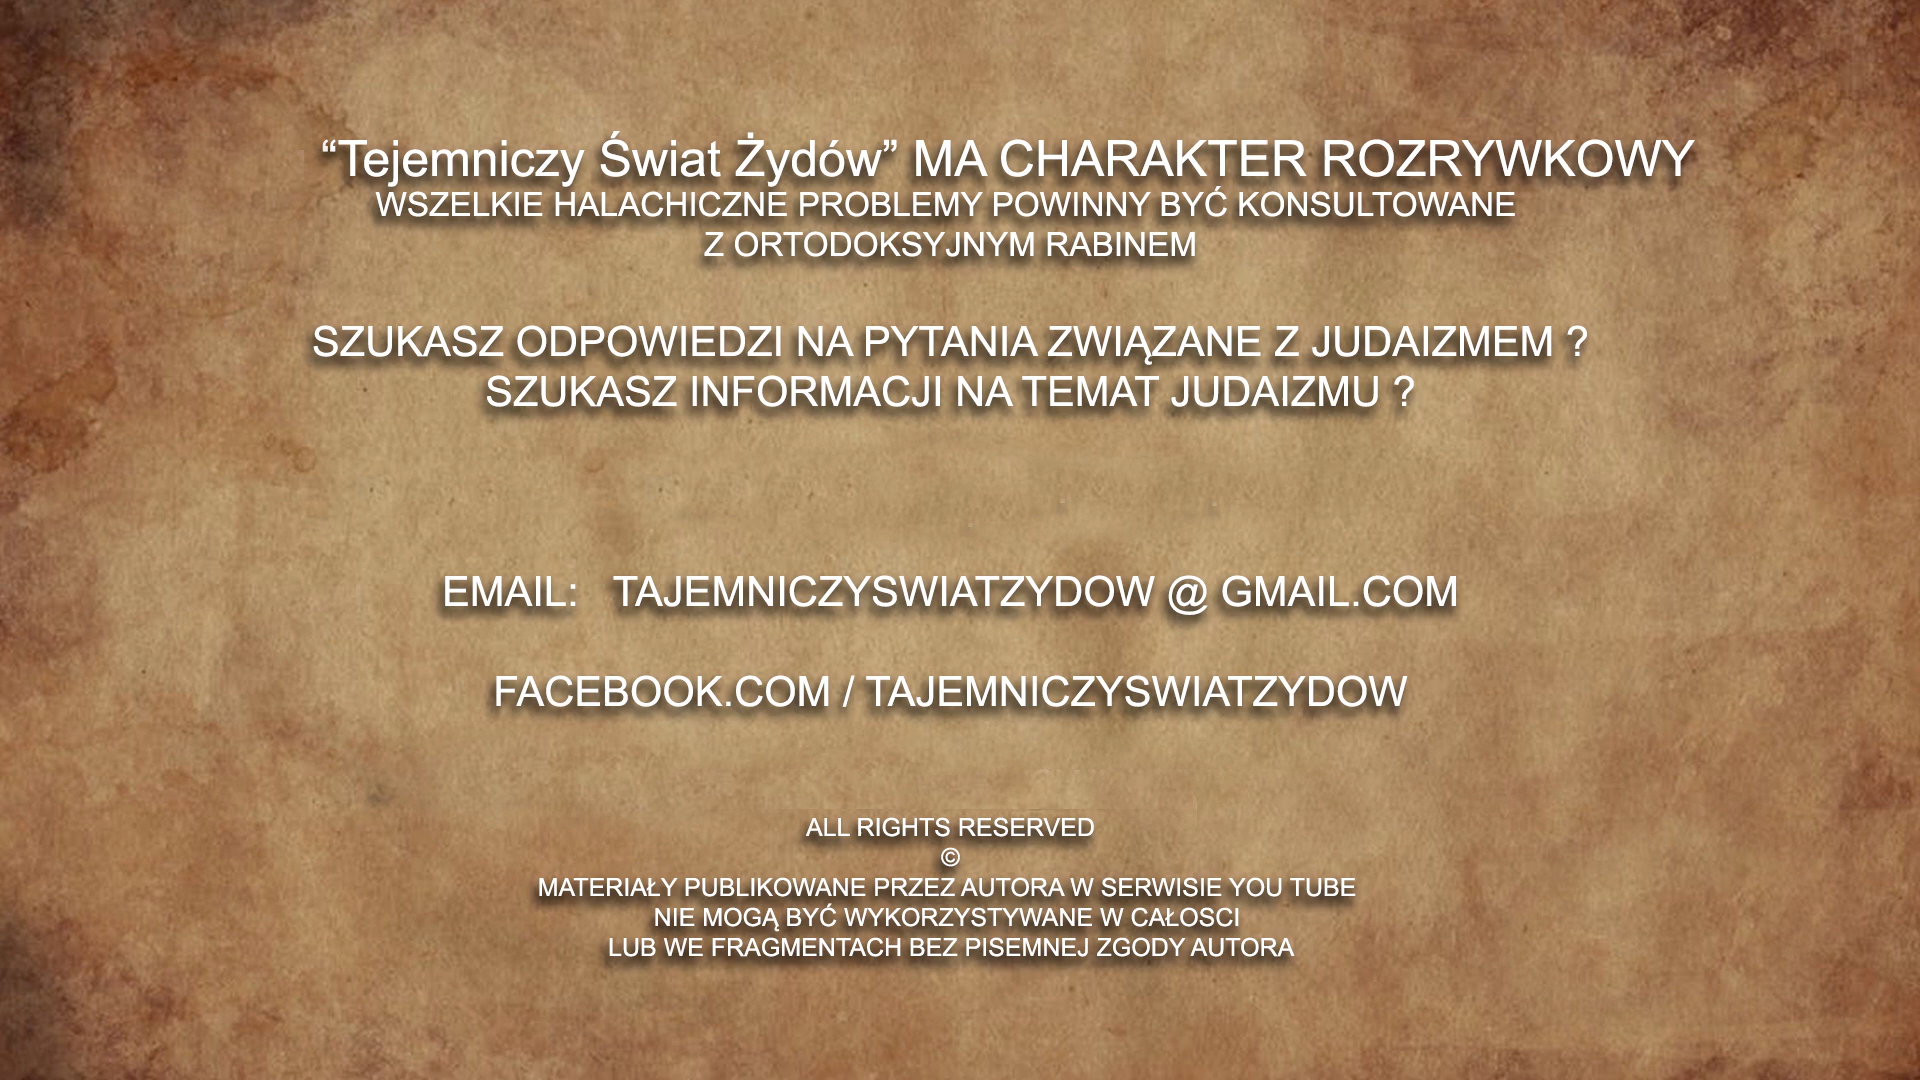 “Tejemniczy Świat Żydów” MA CHARAKTER ROZRYWKOWY
WSZELKIE HALACHICZNE PROBLEMY POWINNY BYĆ KONSULTOWANE
Z ORTODOKSYJNYM RABINEM
SZUKASZ ODPOWIEDZI NA PYTANIA ZWIĄZANE Z JUDAIZMEM ?
SZUKASZ INFORMACJI NA TEMAT JUDAIZMU ?
EMAIL: TAJEMNICZYSWIATZYDOW @ GMAIL.COM
FACEBOOK.COM / TAJEMNICZYSWIATZYDOW
ALL RIGHTS RESERVED
©
MATERIAŁY PUBLIKOWANE PRZEZ AUTORA W SERWISIE YOU TUBE
NIE MOGĄ BYĆ WYKORZYSTYWANE W CAŁOSCI
LUB WE FRAGMENTACH BEZ PISEMNEJ ZGODY AUTORA